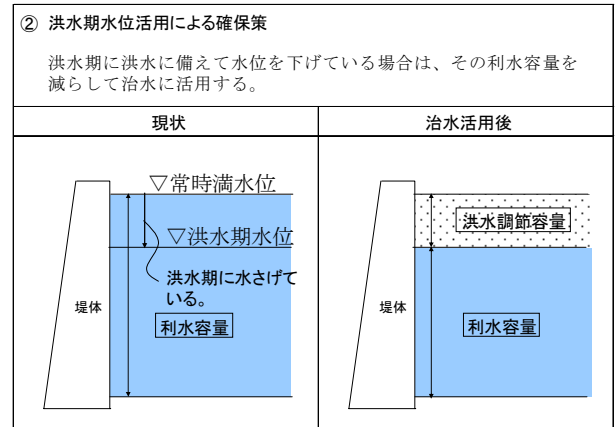 ② 洪水期水位活用による確保策
洪水期に洪水に備えて水位を下げている場合は、その利水容量を
減らして治水に活用する。
現状
治水活用後
▽常時満水位
▽洪水期水位
洪水期に水さげて
いる。
堤体
利水容量
洪水調節容量
堤体
利水容量